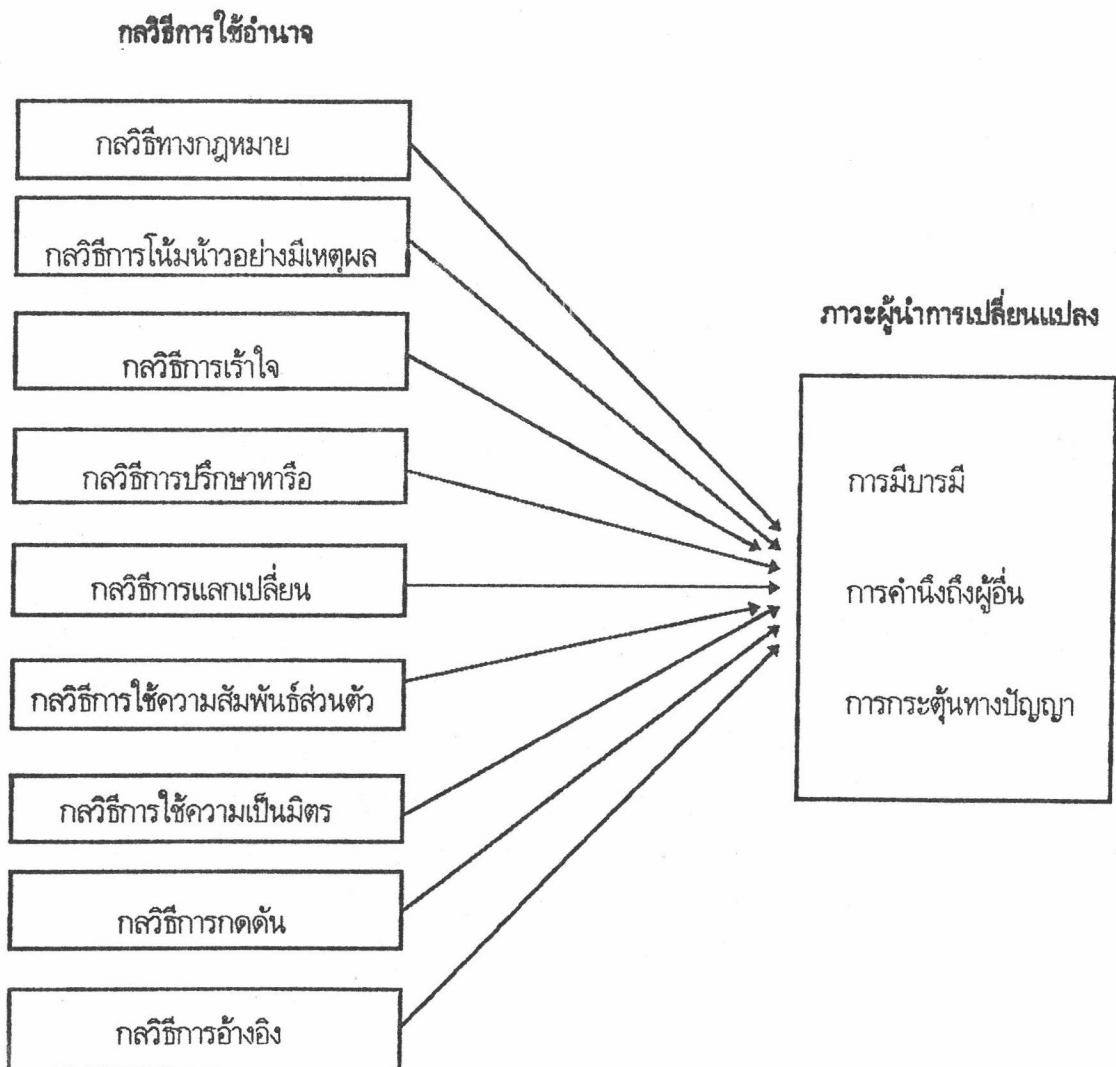 กลวิธีการใช้อำนาจ
กลวิธีทางกฎหมาย
กลวิธีการโน้มน้าวอย่างมีเหตุผล
กลวิธีการเร้าใจ
กลวิธีการปรึกษาหารือ
กลวิธีการแลกเปลี่ยน
กลวิธีการใช้ความสัมพันธ์ส่วนตัว
กลวิธีการใช้ความเป็นมิตร
กลวิธีการกดดัน
กลวิธีการอ้างอิง
ภาวะผู้นำการเปลี่ยนแปลง
การมีบารมี
การคำนึงถึงผู้อื่น
การกระตุ้นทางปัญญา